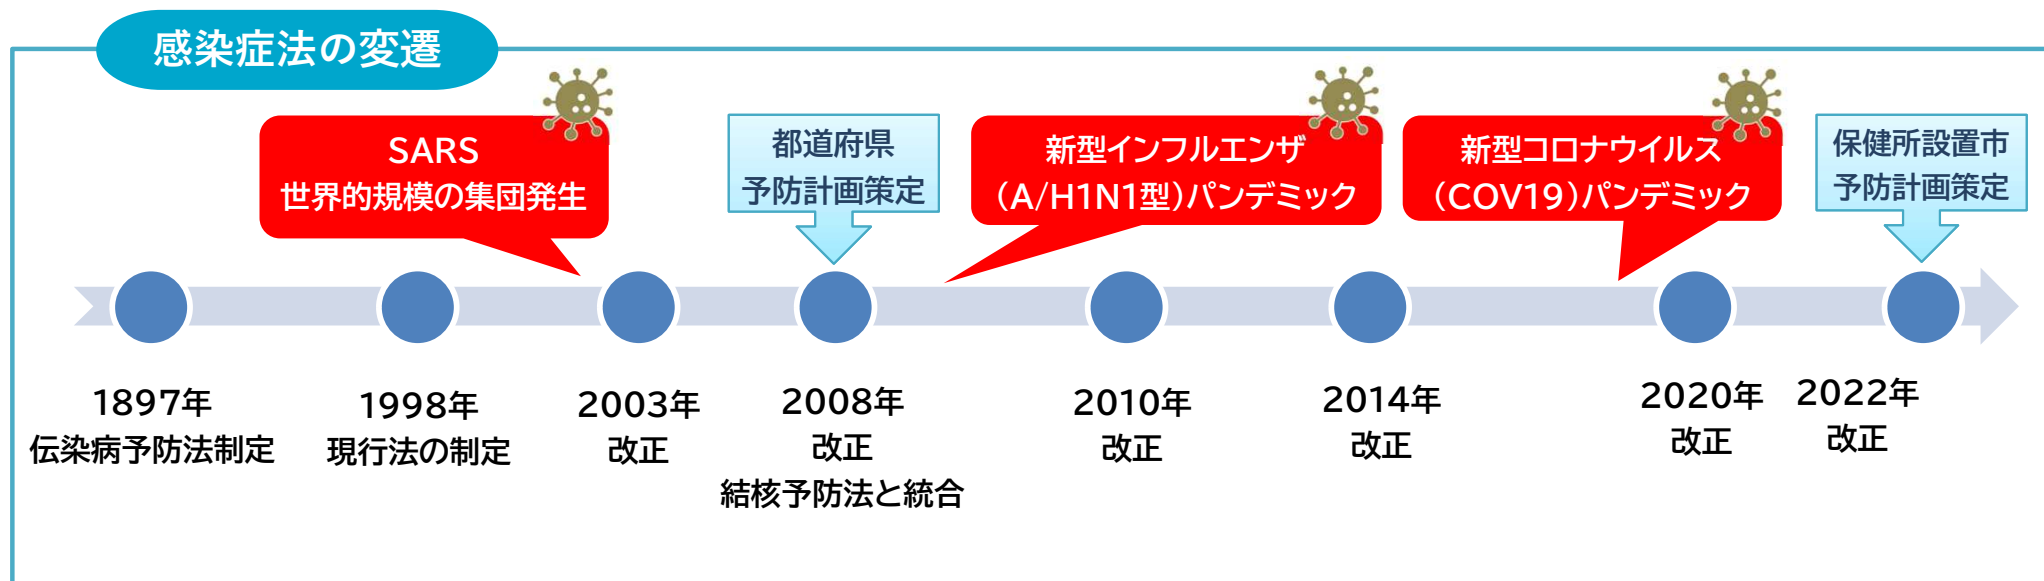 感染症法の変遷
SARS
世界的規模の集団発生
都道府県
予防計画策定
新型インフルエンザ
（A/H1N1型）パンデミック
新型コロナウイルス
（COV19）パンデミック
保健所設置市
予防計画策定
1897年
伝染病予防法制定
1998年
現行法の制定
2003年
改正
2008年
改正
結核予防法と統合
2010年
改正
2014年
改正
2020年
改正
2022年
改正